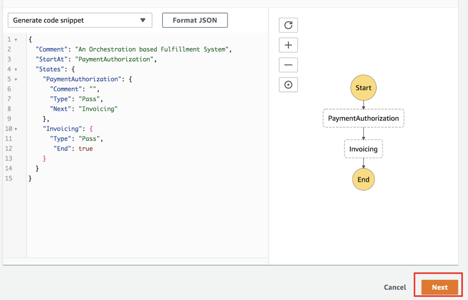 Generate code snippet
Format JSON
1 {
2 "Comment": "An Orchestration based Fulfillment System",
3 "StartAt": "PaymentAuthorization",
4 "States": {
5 "PaymentAuthorization": {
6 "Comment": "",
7 "Type": "Pass",
8 "Next": "Invoicing"
9 },
10 "Invoicing": {
11 "Type": "Pass",
12 "End": true
13 }
14 }
15 }
Start
PaymentAuthorization
Invoicing
End
Cancel
Next